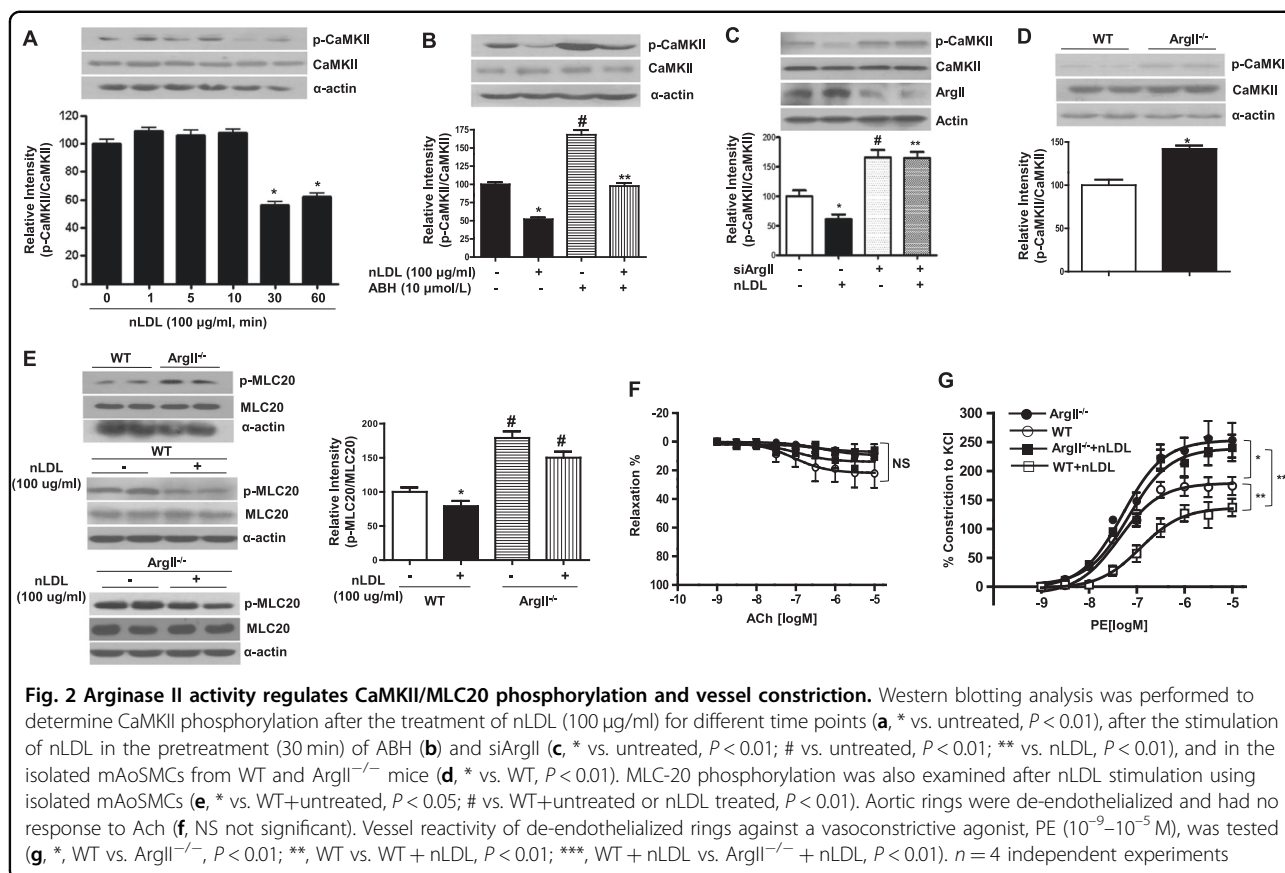 A
p-CaMKII
CaMKII
α-actin
Relative Intensity
(p-CaMKII/CaMKII)
120
100
80
60
40
20
0
0 1 5 10 30 60
* *
nLDL (100 µg/ml, min)
B
p-CaMKII
CaMKII
α-actin
Relative Intensity
(p-CaMKII/CaMKII)
175
150
125
100
75
50
25
0
* # **
nLDL (100 µg/ml) - + - +
ABH (10 µmol/L) - - + +
C
p-CaMKII
CaMKII
ArgII
Actin
Relative Intensity
(p-CaMKII/CaMKII)
200
150
100
50
0
* # **
siArgII - - + +
nLDL - + - +
D
WT ArgII-/-
p-CaMKI
CaMKII
α-actin
Relative Intensity
(p-CaMKII/CaMKII)
150
100
50
0
*
E
WT ArgII-/-
p-MLC20
MLC20
α-actin
WT
nLDL - +
(100 ug/ml)
p-MLC20
MLC20
α-actin
ArgII-/-
nLDL - +
(100 ug/ml)
p-MLC20
MLC20
α-actin
Relative Intensity
(p-MLC20/MLC20)
200
150
100
50
0
* # #
nLDL - + - +
(100 ug/ml) WT ArgII-/-
F
Relaxation %
-20
0
20
40
60
80
100
NS
-10 -9 -8 -7 -6 -5 -4
ACh [logM]
G
ArgII-/-
WT
ArgII-/-+nLDL
WT+nLDL
% Constriction to KCl
300
250
200
150
100
50
0
*
**
**
-9 -8 -7 -6 -5
PE[logM]
Fig. 2 Arginase II activity regulates CaMKII/MLC20 phosphorylation and vessel constriction. Western blotting analysis was performed to
determine CaMKII phosphorylation after the treatment of nLDL (100 µg/ml) for different time points (a, * vs. untreated, P < 0.01), after the stimulation
of nLDL in the pretreatment (30 min) of ABH (b) and siArgII (c, * vs. untreated, P < 0.01; # vs. untreated, P < 0.01; ** vs. nLDL, P < 0.01), and in the
isolated mAoSMCs from WT and ArgII−/− mice (d, * vs. WT, P < 0.01). MLC-20 phosphorylation was also examined after nLDL stimulation using
isolated mAoSMCs (e, * vs. WT+untreated, P < 0.05; # vs. WT+untreated or nLDL treated, P < 0.01). Aortic rings were de-endothelialized and had no
response to Ach (f, NS not significant). Vessel reactivity of de-endothelialized rings against a vasoconstrictive agonist, PE (10−9–10−5 M), was tested
(g, *, WT vs. ArgII−/−, P < 0.01; **, WT vs. WT + nLDL, P < 0.01; ***, WT + nLDL vs. ArgII−/− + nLDL, P < 0.01). n = 4 independent experiments